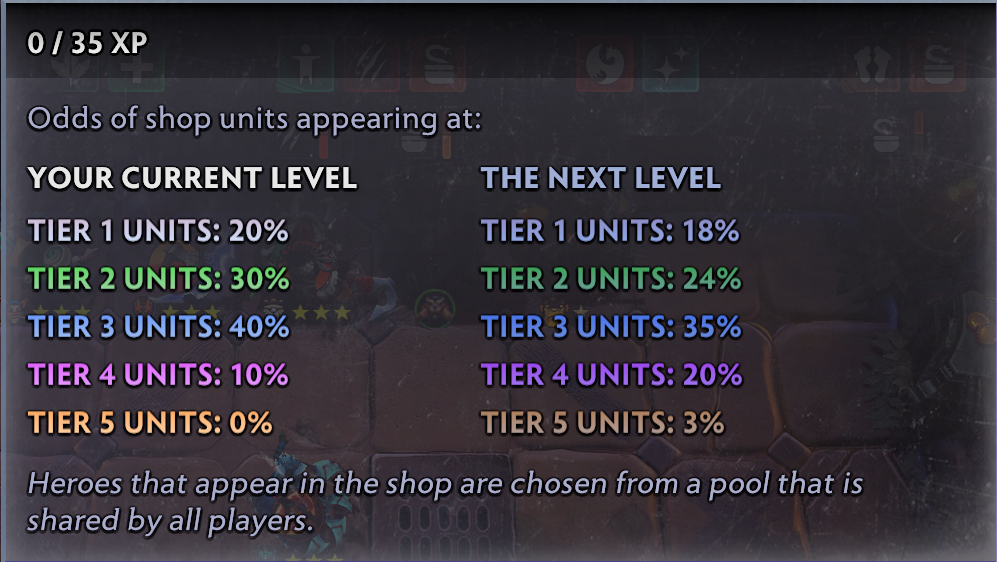 0 / 35 XP
Odds of shop units appearing at:
YOUR CURRENT LEVEL
TIER 1 UNITS: 20%
TIER 2 UNITS: 30%
TIER 3 UNITS: 40%
TIER 4 UNITS: 10%
TIER 5 UNITS: 0%
THE NEXT LEVEL
TIER 1 UNITS: 18%
TIER 2 UNITS: 24%
TIER 3 UNITS: 35%
TIER 4 UNITS: 20%
TIER 5 UNITS: 3%
Heroes that appear in the shop are chosen from a pool that is
shared by all players.